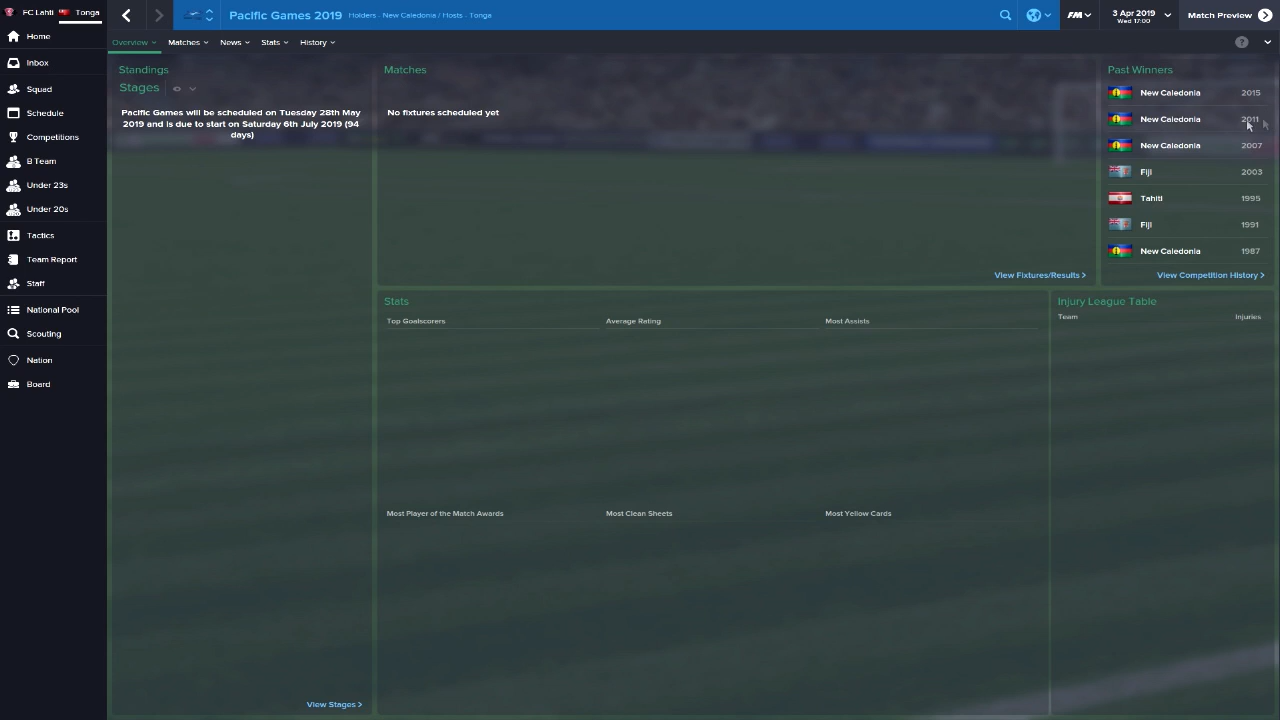 FC Lahti Tonga
Pacific Games 2019 Holders - New Caledonia / Hosts - Tonga
FM
3 Apr 2019
Wed 17:00
Match Preview
Home
Inbox
Squad
Schedule
Competitions
B Team
Under 23s
Under 20s
Tactics
Team Report
Staff
National Pool
Scouting
Nation
Board
Overview Matches News Stats History
?
Standings
Stages
Pacific Games will be scheduled on Tuesday 28th May
2019 and is due to start on Saturday 6th July 2019 (94
days)
View Stages >
Matches
No fixtures scheduled yet
View Fixtures/Results >
Past Winners
New Caledonia 2015
New Caledonia 2011
New Caledonia 2007
Fiji 2003
Tahiti 1995
Fiji 1991
New Caledonia 1987
View Competition History >
Stats
Top Goalscorers Average Rating Most Assists
Most Player of the Match Awards Most Clean Sheets Most Yellow Cards
Injury League Table
Team Injuries